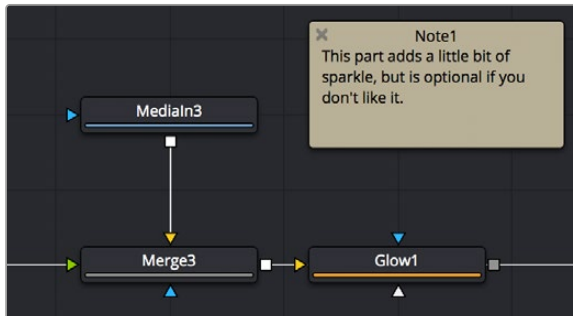 Note1
This part adds a little bit of
sparkle, but is optional if you
don't like it.
MediaIn3
Merge3
Glow1